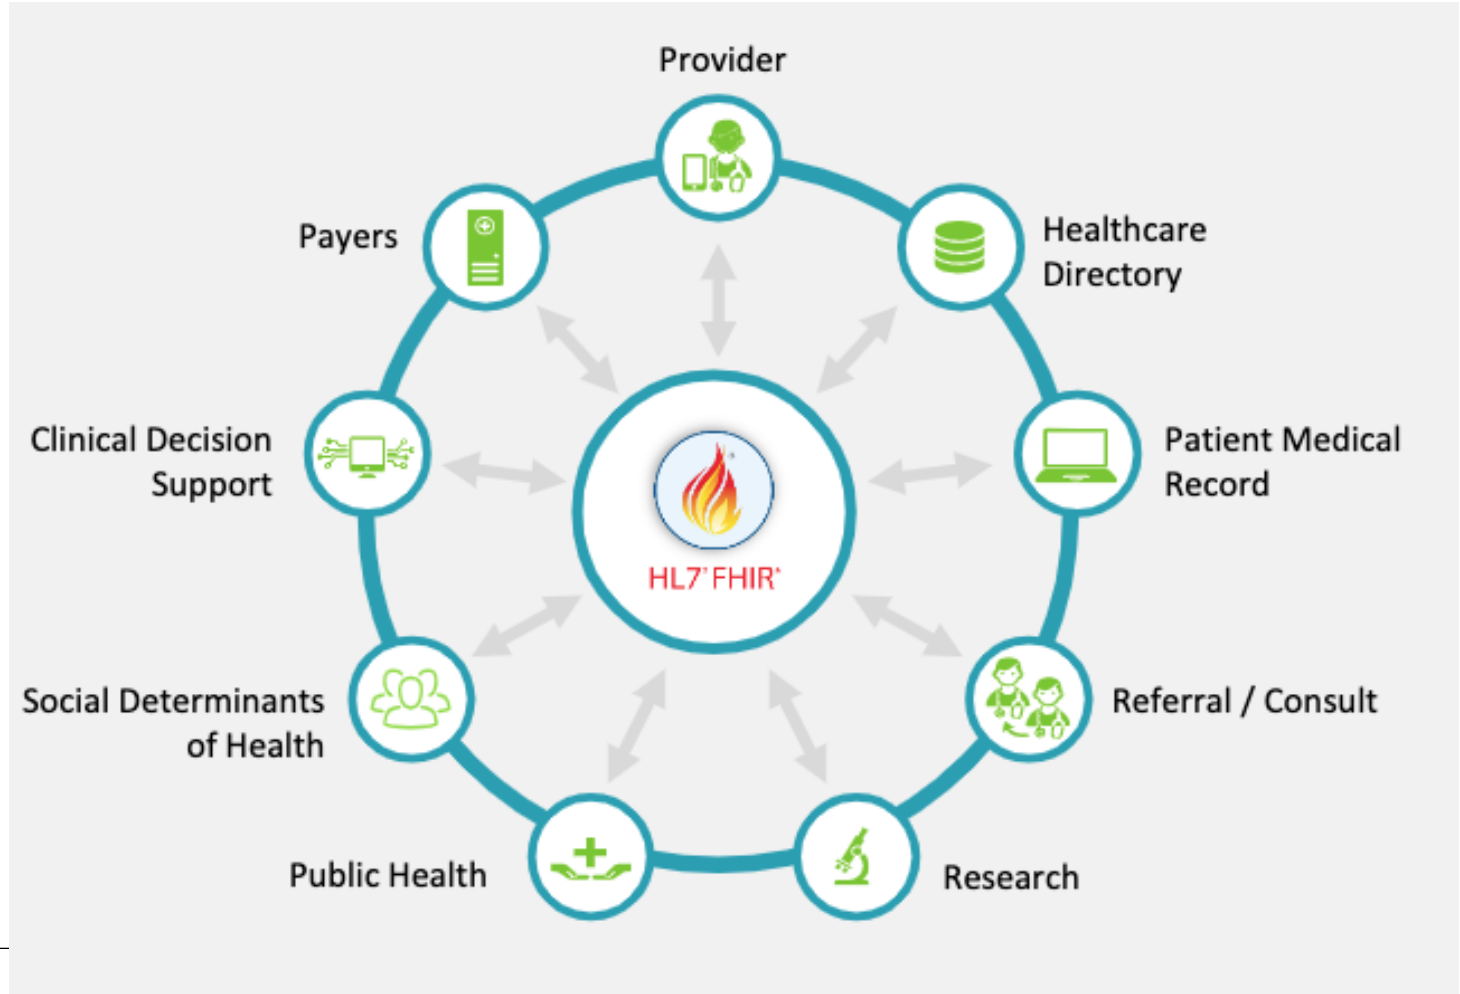 Provider
Payers
Healthcare
Directory
Clinical Decision
Support
Patient Medical
Record
HL7® FHIR®
Social Determinants
of Health
Referral / Consult
Public Health
Research